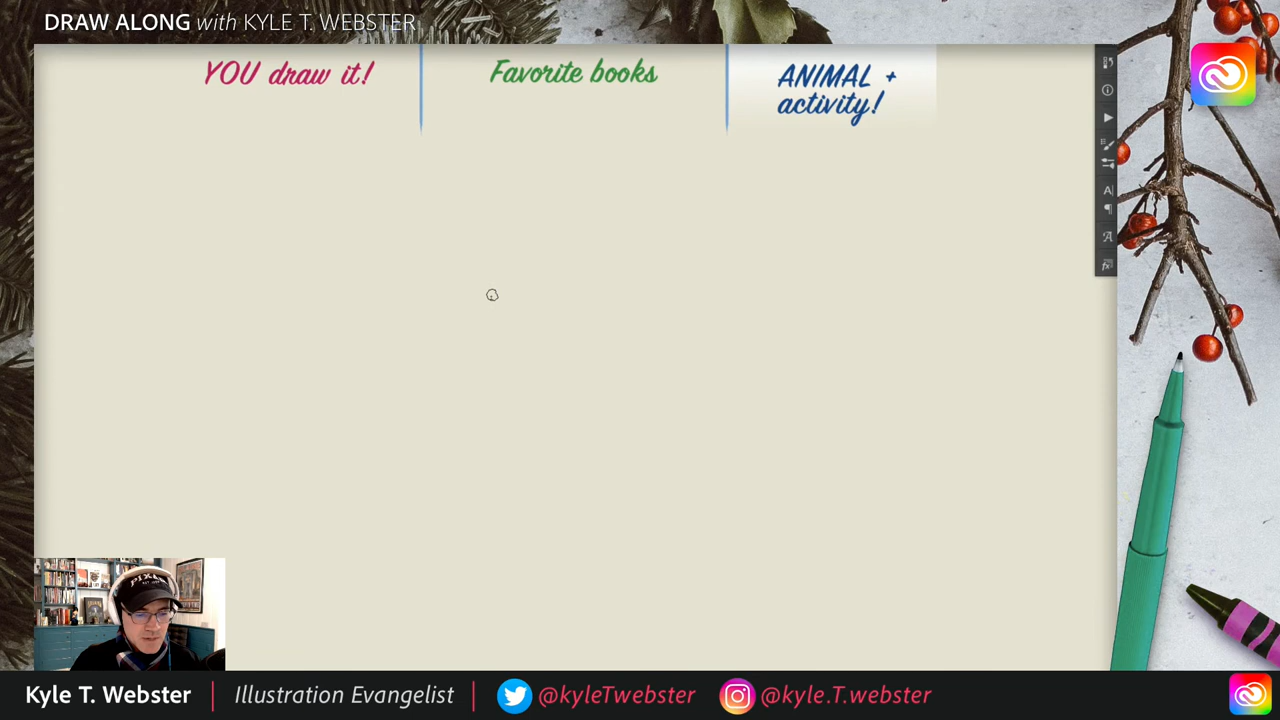 DRAW ALONG with KYLE T. WEBSTER
YOU draw it!
Favorite books
ANIMAL +
activity!
Kyle T. Webster | Illustration Evangelist | @kyleTwebster @kyle.T.webster